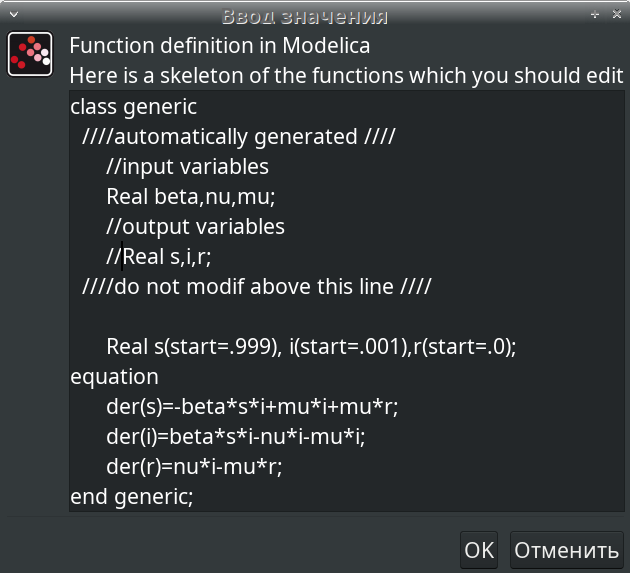 Ввод значения
Function definition in Modelica
Here is a skeleton of the functions which you should edit
class generic
////automatically generated ////
//input variables
Real beta,nu,mu;
//output variables
//Real s,i,r;
////do not modif above this line ////
Real s(start=.999), i(start=.001),r(start=.0);
equation
der(s)=-beta*s*i+mu*i+mu*r;
der(i)=beta*s*i-nu*i-mu*i;
der(r)=nu*i-mu*r;
end generic;
OK
Отменить